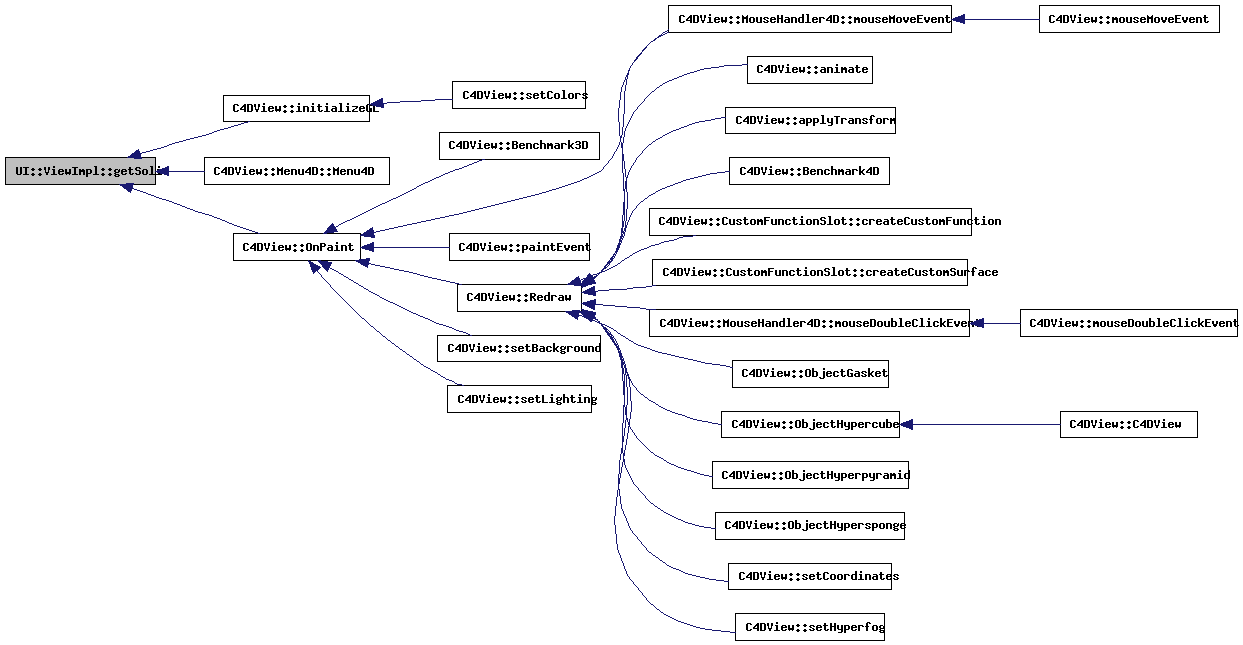 C4DView::MouseHandler4D::mouseMoveEvent
C4DView::mouseMoveEvent
C4DView::animate
C4DView::setColors
C4DView::initializeGL
C4DView::applyTransform
C4DView::Benchmark3D
UI::ViewImpl::getSoli
C4DView::Menu4D::Menu4D
C4DView::Benchmark4D
C4DView::CustomFunctionSlot::createCustomFunction
C4DView::OnPaint
C4DView::paintEvent
C4DView::CustomFunctionSlot::createCustomSurface
C4DView::Redraw
C4DView::MouseHandler4D::mouseDoubleClickEvent
C4DView::mouseDoubleClickEvent
C4DView::setBackground
C4DView::ObjectGasket
C4DView::setLighting
C4DView::ObjectHypercube
C4DView::C4DView
C4DView::ObjectHyperpyramid
C4DView::ObjectHypersponge
C4DView::setCoordinates
C4DView::setHyperfog